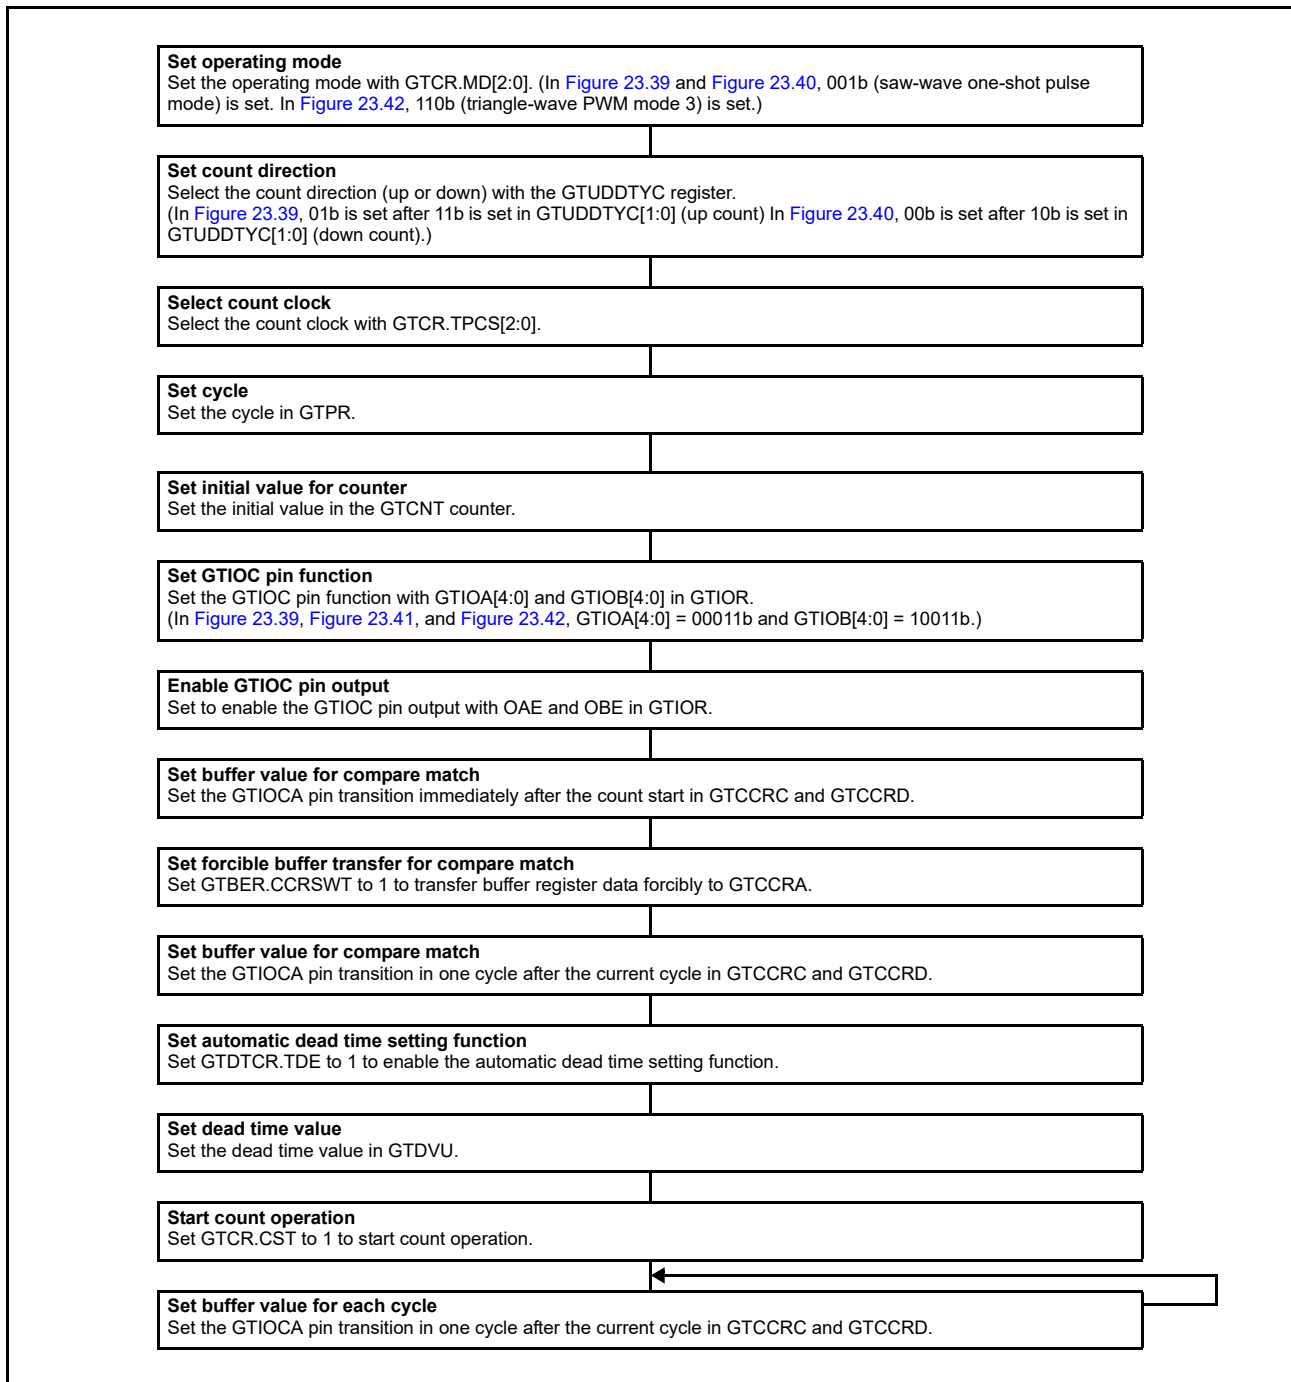 Set operating mode
Set the operating mode with GTCR.MD[2:0]. (In Figure 23.39 and Figure 23.40, 001b (saw-wave one-shot pulse
mode) is set. In Figure 23.42, 110b (triangle-wave PWM mode 3) is set.)
Set count direction
Select the count direction (up or down) with the GTUDDTYC register.
(In Figure 23.39, 01b is set after 11b is set in GTUDDTYC[1:0] (up count) In Figure 23.40, 00b is set after 10b is set in
GTUDDTYC[1:0] (down count).)
Select count clock
Select the count clock with GTCR.TPCS[2:0].
Set cycle
Set the cycle in GTPR.
Set initial value for counter
Set the initial value in the GTCNT counter.
Set GTIOC pin function
Set the GTIOC pin function with GTIOA[4:0] and GTIOB[4:0] in GTIOR.
(In Figure 23.39, Figure 23.41, and Figure 23.42, GTIOA[4:0] = 00011b and GTIOB[4:0] = 10011b.)
Enable GTIOC pin output
Set to enable the GTIOC pin output with OAE and OBE in GTIOR.
Set buffer value for compare match
Set the GTIOCA pin transition immediately after the count start in GTCCRC and GTCCRD.
Set forcible buffer transfer for compare match
Set GTBER.CCRSWT to 1 to transfer buffer register data forcibly to GTCCRA.
Set buffer value for compare match
Set the GTIOCA pin transition in one cycle after the current cycle in GTCCRC and GTCCRD.
Set automatic dead time setting function
Set GTDTCR.TDE to 1 to enable the automatic dead time setting function.
Set dead time value
Set the dead time value in GTDVU.
Start count operation
Set GTCR.CST to 1 to start count operation.
Set buffer value for each cycle
Set the GTIOCA pin transition in one cycle after the current cycle in GTCCRC and GTCCRD.